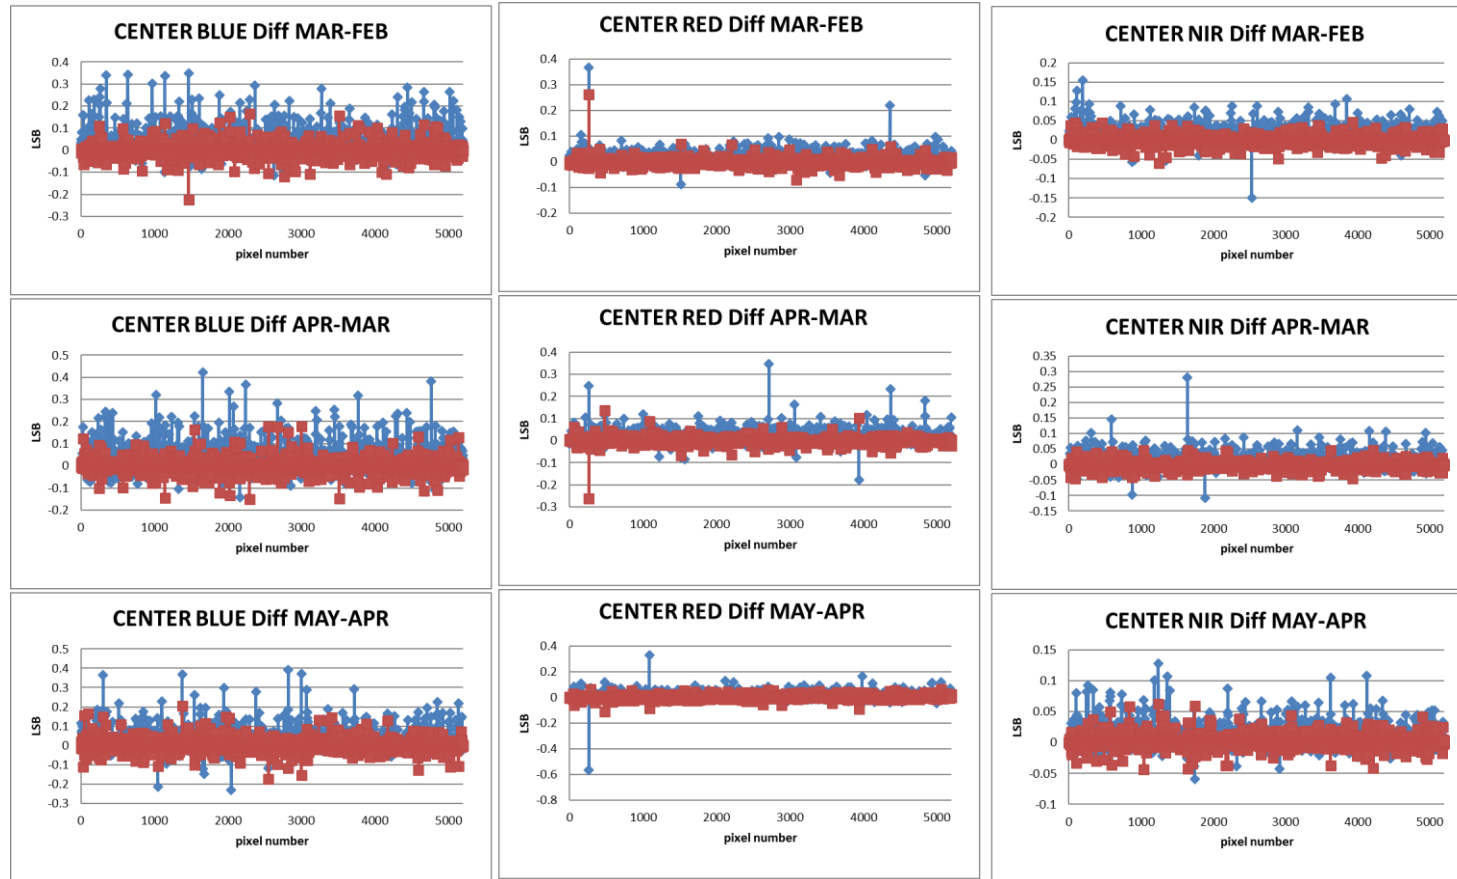 CENTER BLUE Diff MAR-FEB
0.4
0.3
0.2
0.1
0
-0.1
-0.2
-0.3
LSB
0 1000 2000 3000 4000 5000
pixel number
CENTER RED Diff MAR-FEB
0.4
0.3
0.2
0.1
0
-0.1
-0.2
LSB
0 1000 2000 3000 4000 5000
pixel number
CENTER NIR Diff MAR-FEB
0.2
0.15
0.1
0.05
0
-0.05
-0.1
-0.15
-0.2
LSB
0 1000 2000 3000 4000 5000
pixel number
CENTER BLUE Diff APR-MAR
0.5
0.4
0.3
0.2
0.1
0
-0.1
-0.2
LSB
0 1000 2000 3000 4000 5000
pixel number
CENTER RED Diff APR-MAR
0.4
0.3
0.2
0.1
0
-0.1
-0.2
-0.3
LSB
0 1000 2000 3000 4000 5000
pixel number
CENTER NIR Diff APR-MAR
0.35
0.3
0.25
0.2
0.15
0.1
0.05
0
-0.05
-0.1
-0.15
LSB
0 1000 2000 3000 4000 5000
pixel number
CENTER BLUE Diff MAY-APR
0.5
0.4
0.3
0.2
0.1
0
-0.1
-0.2
-0.3
LSB
0 1000 2000 3000 4000 5000
pixel number
CENTER RED Diff MAY-APR
0.4
0.2
0
-0.2
-0.4
-0.6
-0.8
LSB
0 1000 2000 3000 4000 5000
pixel number
CENTER NIR Diff MAY-APR
0.15
0.1
0.05
0
-0.05
-0.1
LSB
0 1000 2000 3000 4000 5000
pixel number